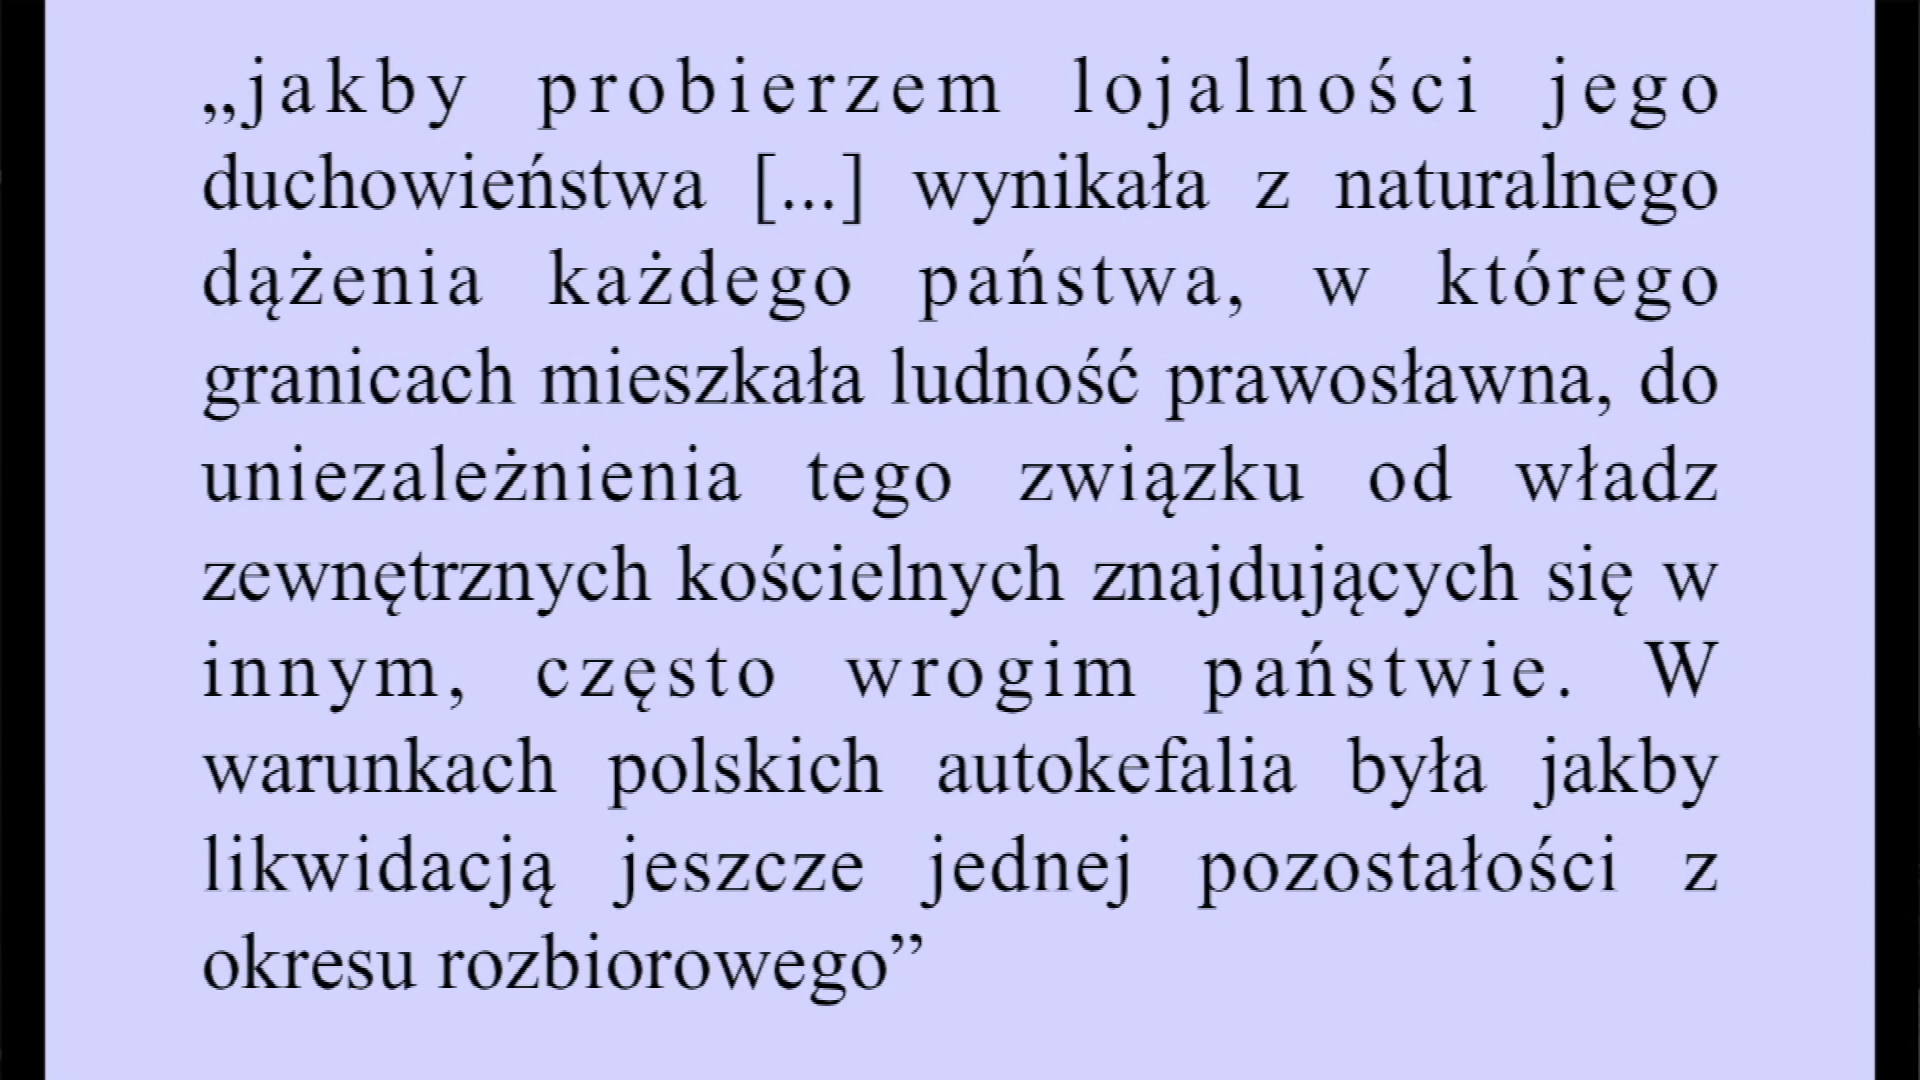 „jakby probierzem lojalności jego
duchowieństwa [...] wynikała z naturalnego
dążenia każdego państwa, w którego
granicach mieszkała ludność prawosławna, do
uniezależnienia tego związku od władz
zewnętrznych kościelnych znajdujących się w
innym, często wrogim państwie. W
warunkach polskich autokefalia była jakby
likwidacją jeszcze jednej pozostałości z
okresu rozbiorowego”